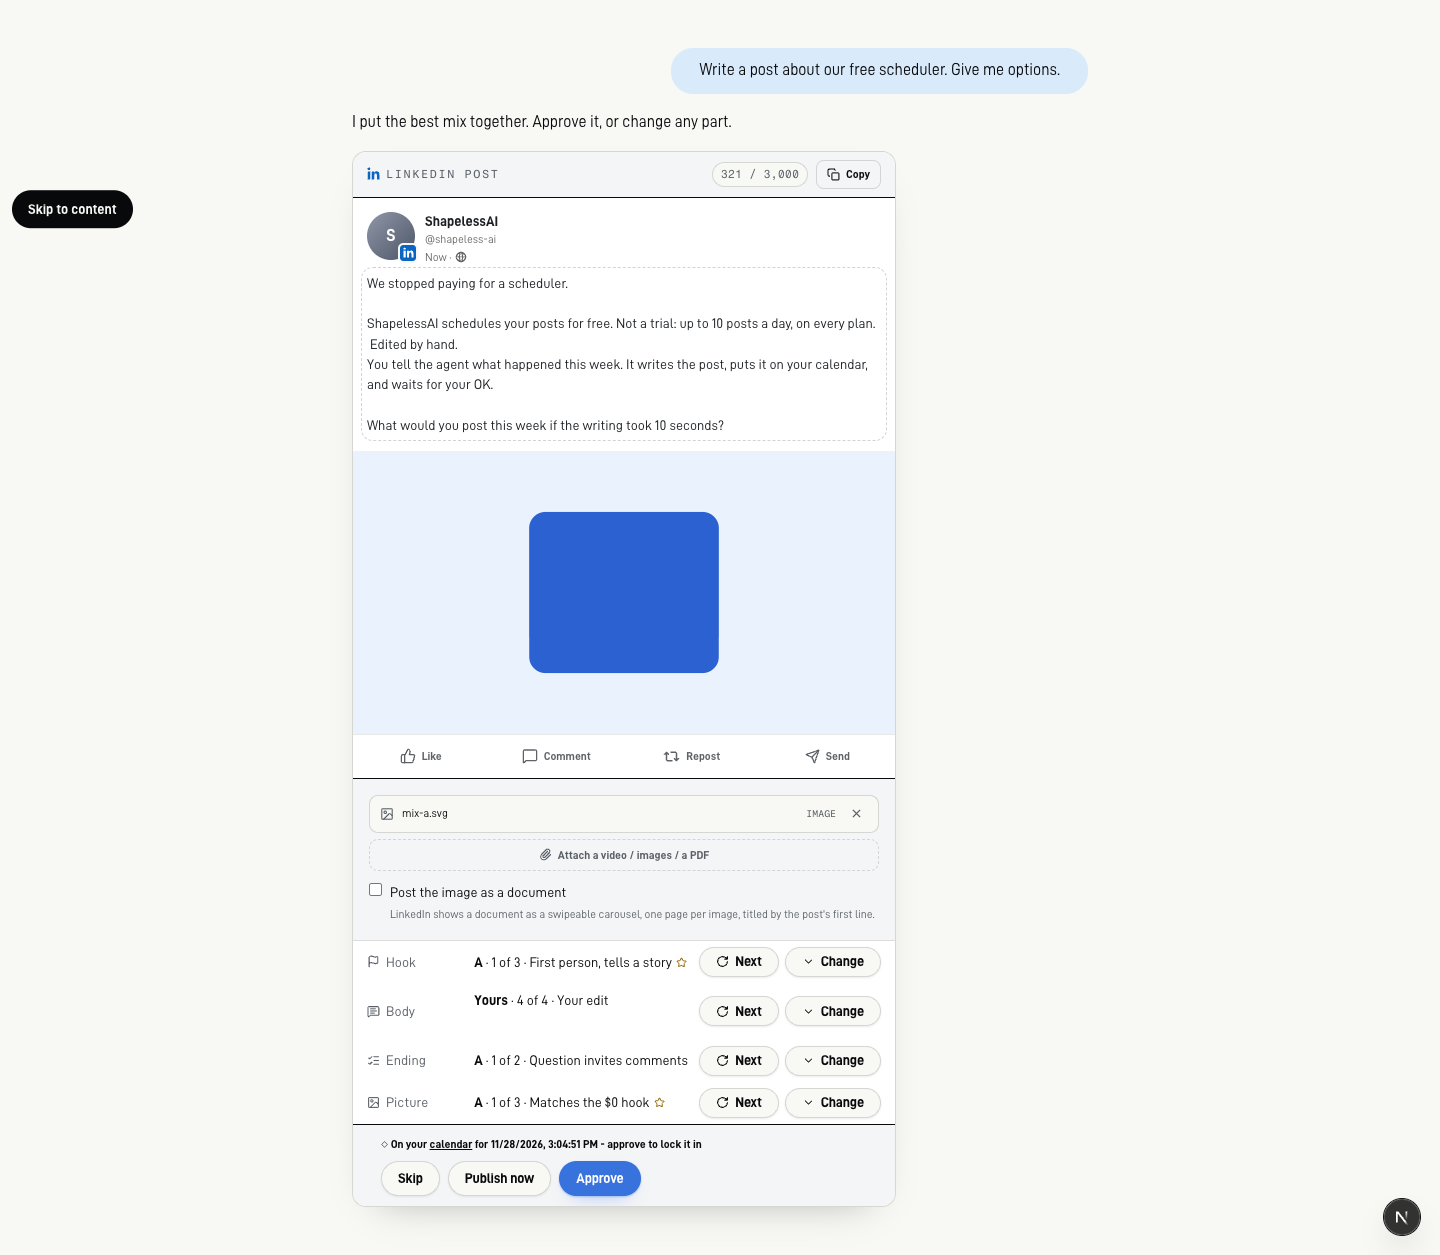 Write a post about our free scheduler. Give me options.
I put the best mix together. Approve it, or change any part.
in LINKEDIN POST
321 / 3,000
Copy
Skip to content
S
in
ShapelessAI
@shapeless-ai
Now ·
We stopped paying for a scheduler.
ShapelessAI schedules your posts for free. Not a trial: up to 10 posts a day, on every plan.
Edited by hand.
You tell the agent what happened this week. It writes the post, puts it on your calendar,
and waits for your OK.
What would you post this week if the writing took 10 seconds?
Like
Comment
Repost
Send
mix-a.svg
IMAGE
Attach a video / images / a PDF
Post the image as a document
LinkedIn shows a document as a swipeable carousel, one page per image, titled by the post's first line.
Hook
A · 1 of 3 · First person, tells a story
Next
Change
Body
Yours · 4 of 4 · Your edit
Next
Change
Ending
A · 1 of 2 · Question invites comments
Next
Change
Picture
A · 1 of 3 · Matches the $0 hook
Next
Change
◇ On your calendar for 11/28/2026, 3:04:51 PM - approve to lock it in
Skip
Publish now
Approve
N